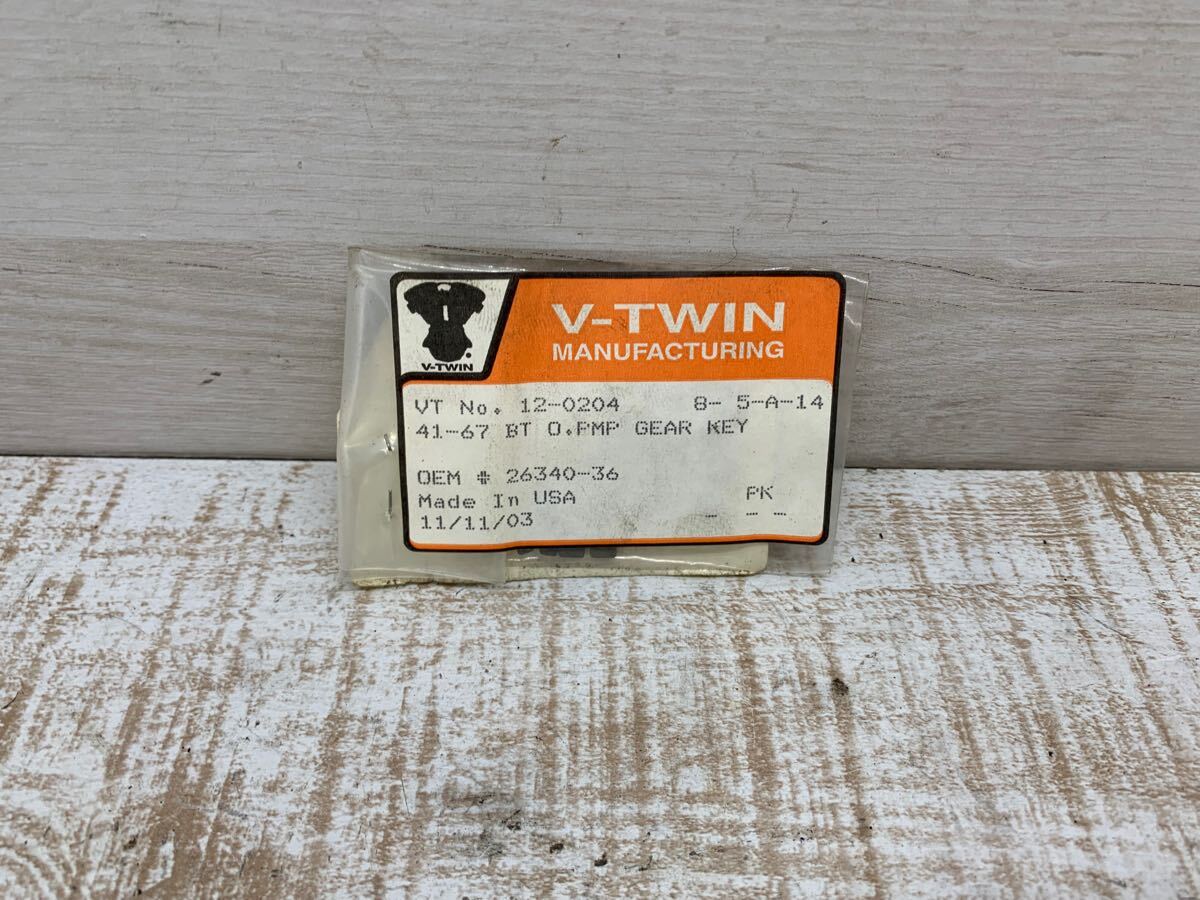 V-TWIN
MANUFACTURING
V-TWIN
VT No. 12-0204 8- 5-A-14
41-67 BT O.PMP GEAR KEY
OEM # 26340-36
Made In USA PK
11/11/03 - - -